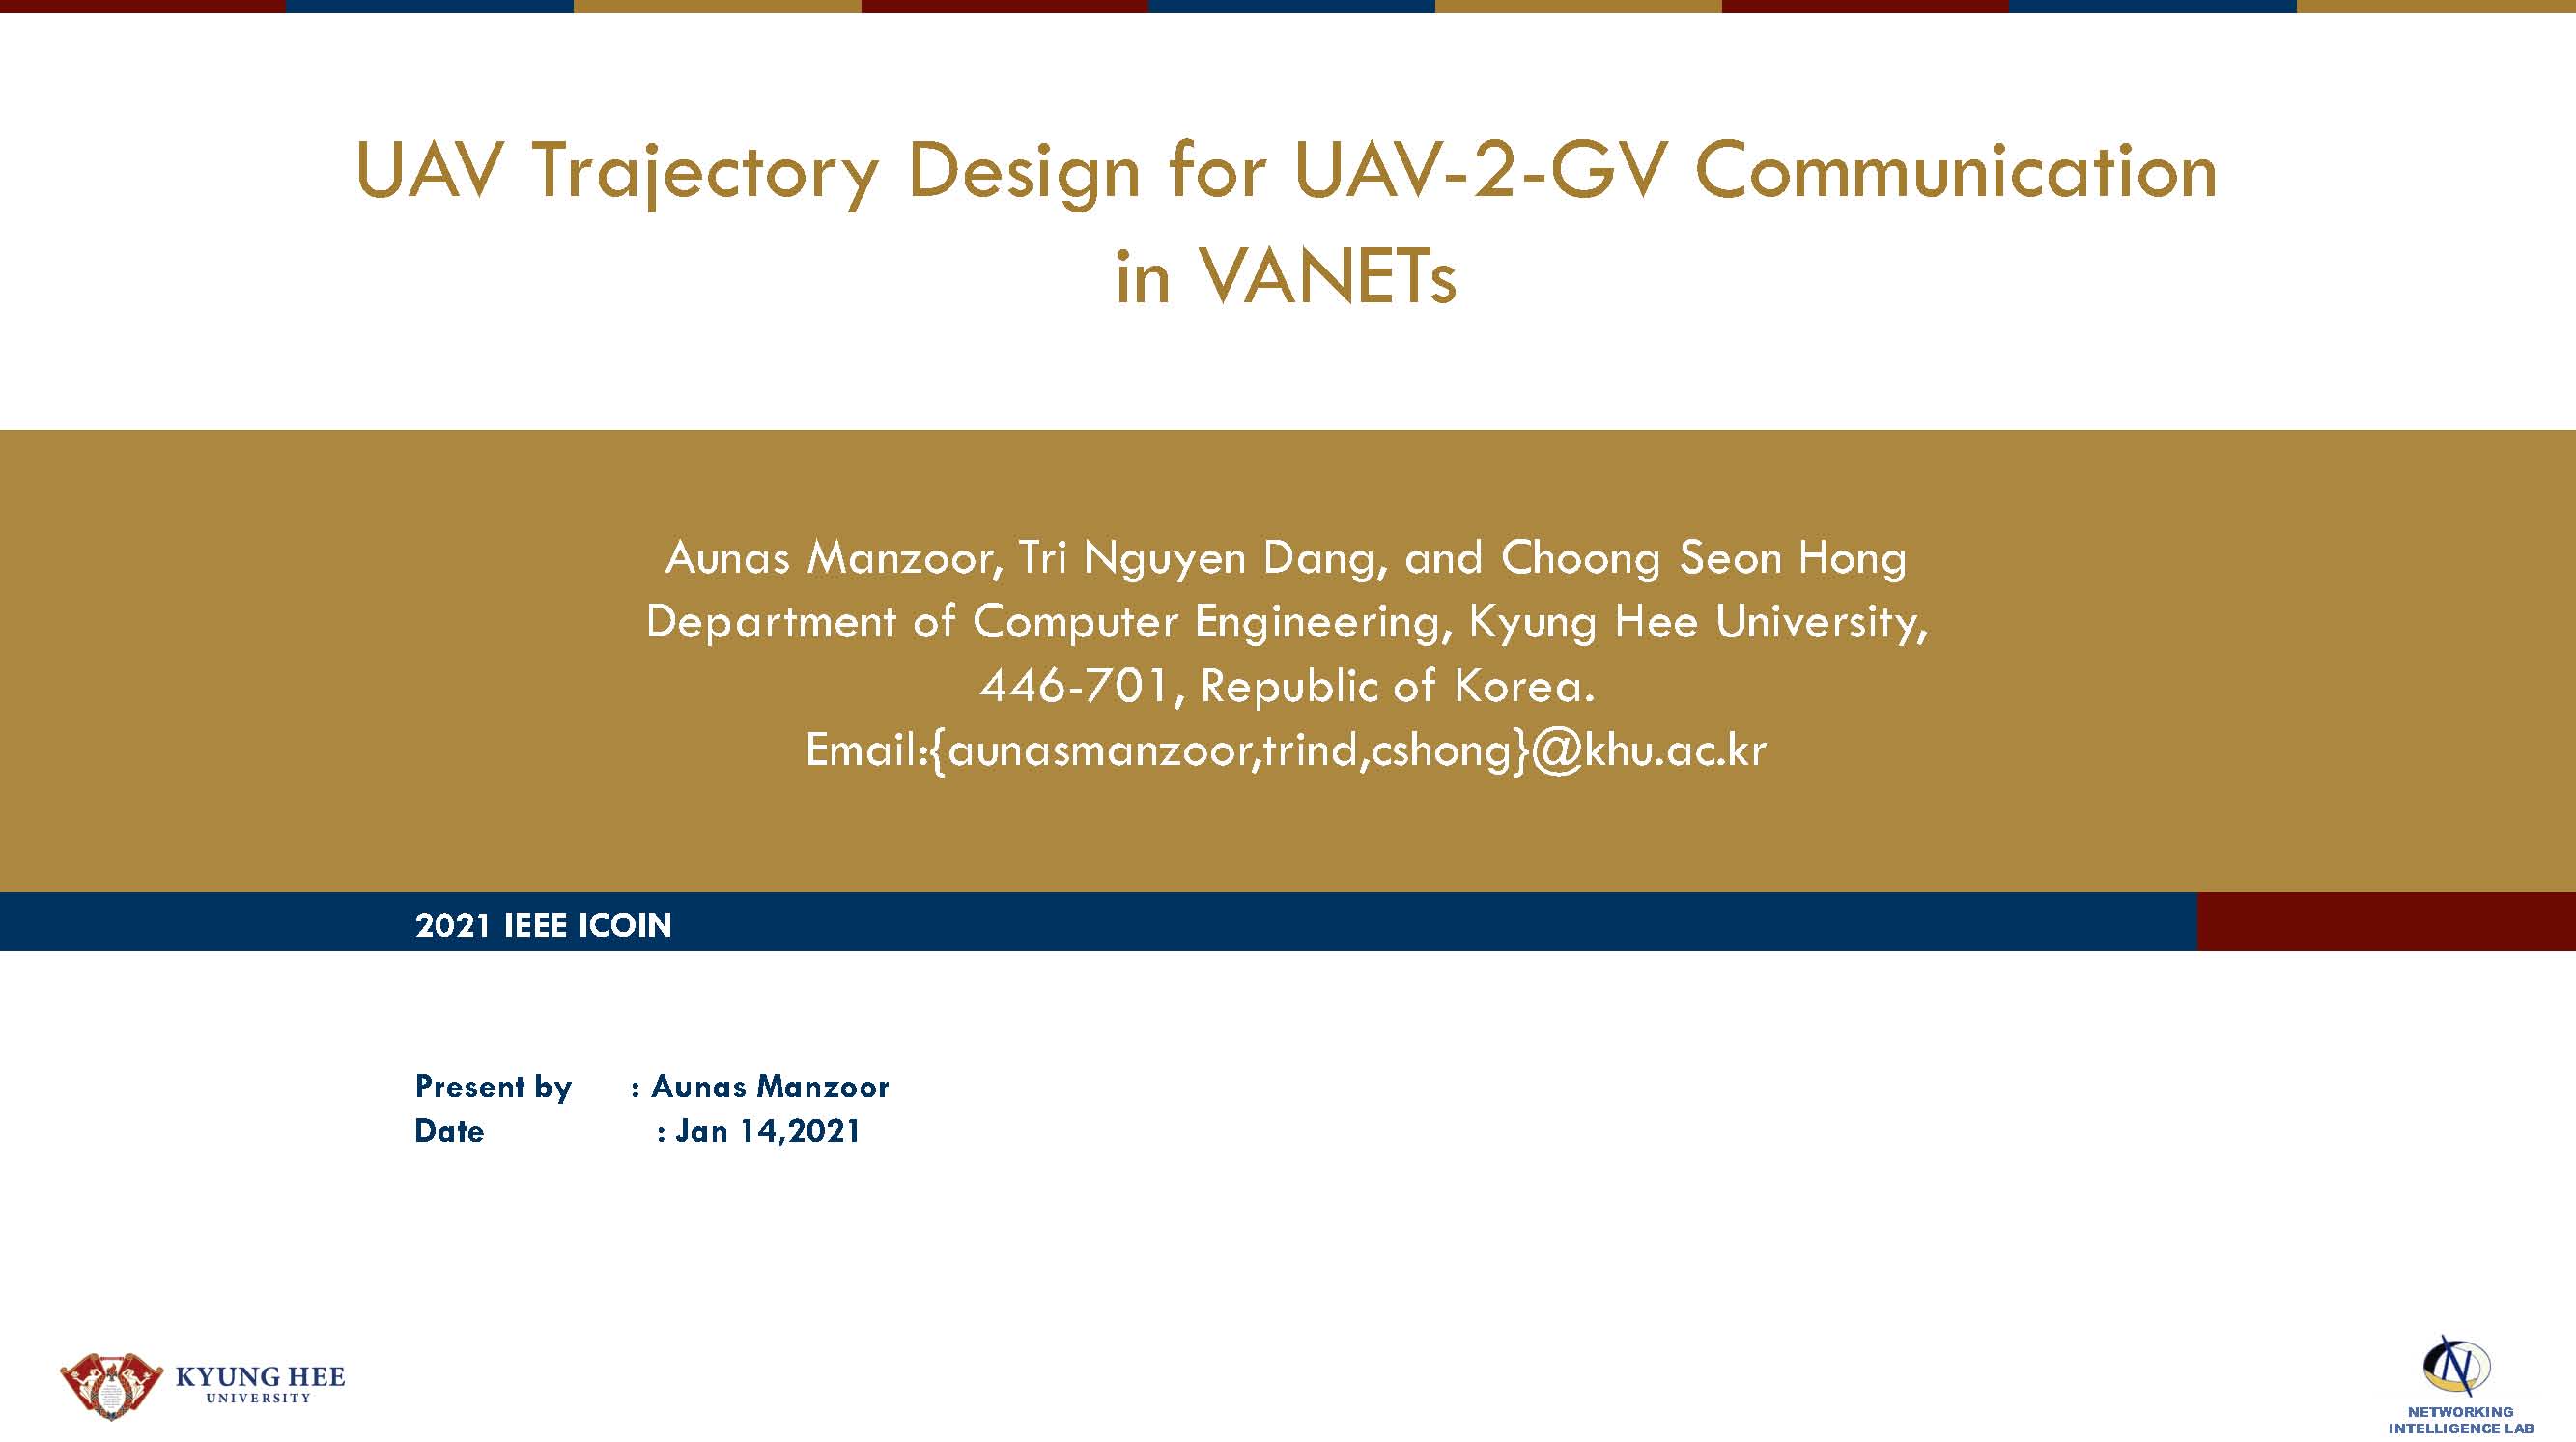 UAV Trajectory Design for UAV-2-GV Communication
in VANETs
Aunas Manzoor, Tri Nguyen Dang, and Choong Seon Hong
Department of Computer Engineering, Kyung Hee University,
446-701, Republic of Korea.
Email:{aunasmanzoor,trind,cshong}@khu.ac.kr
2021 IEEE ICOIN
Present by : Aunas Manzoor
Date : Jan 14,2021
KYUNG HEE
UNIVERSITY
N
NETWORKING
INTELLIGENCE LAB